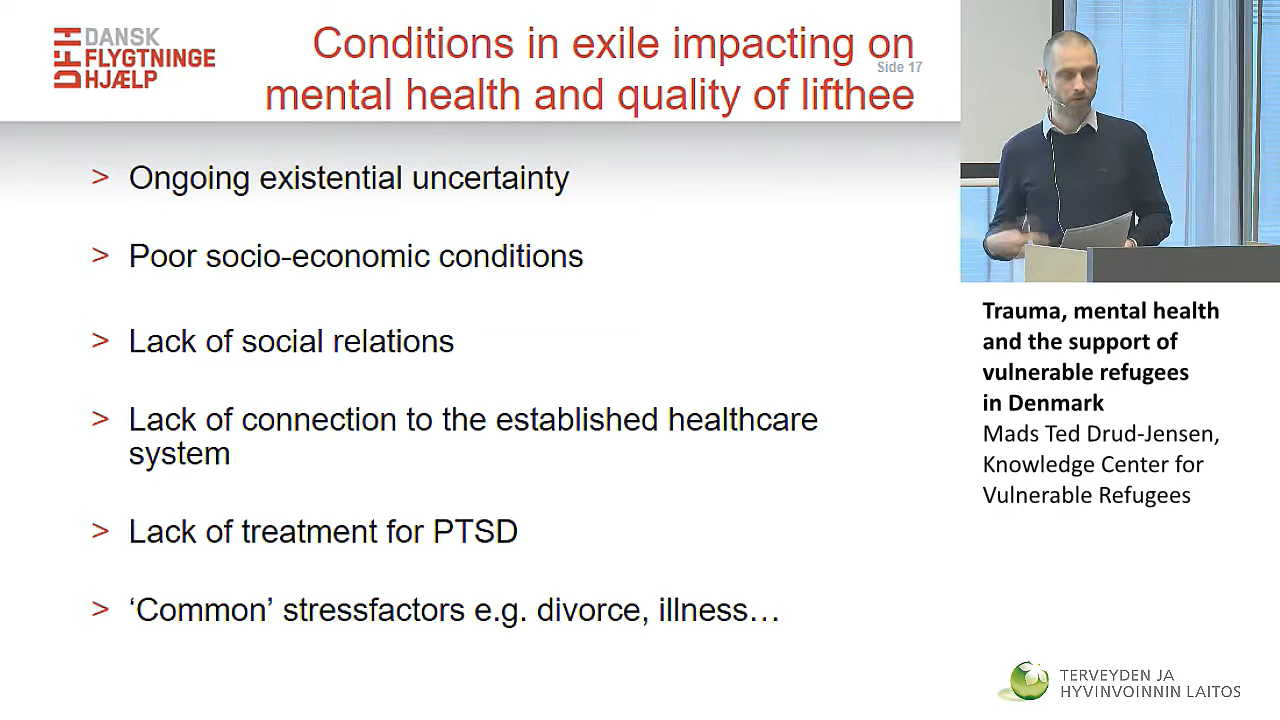 DFH DANSK
FLYGTNINGE
HJÆLP
Conditions in exile impacting on
Side 17
mental health and quality of lifthee
> Ongoing existential uncertainty
> Poor socio-economic conditions
> Lack of social relations
> Lack of connection to the established healthcare
system
> Lack of treatment for PTSD
> ‘Common’ stressfactors e.g. divorce, illness…
Trauma, mental health
and the support of
vulnerable refugees
in Denmark
Mads Ted Drud-Jensen,
Knowledge Center for
Vulnerable Refugees
TERVEYDEN JA
HYVINVOINNIN LAITOS